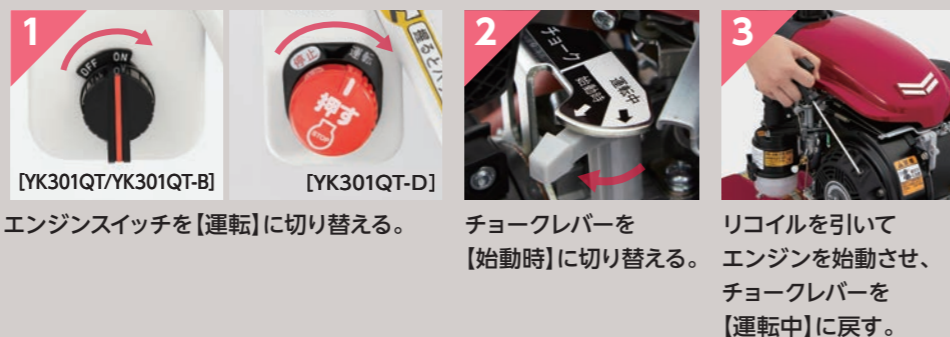 1
OFF ON
[YK301QT/YK301QT-B]
停止 運転
押す
STOP
[YK301QT-D]
エンジンスイッチを【運転】に切り替える。
2
チョーク
始動時
運転中
チョークレバーを
【始動時】に切り替える。
3
リコイルを引いて
エンジンを始動させ、
チョークレバーを
【運転中】に戻す。